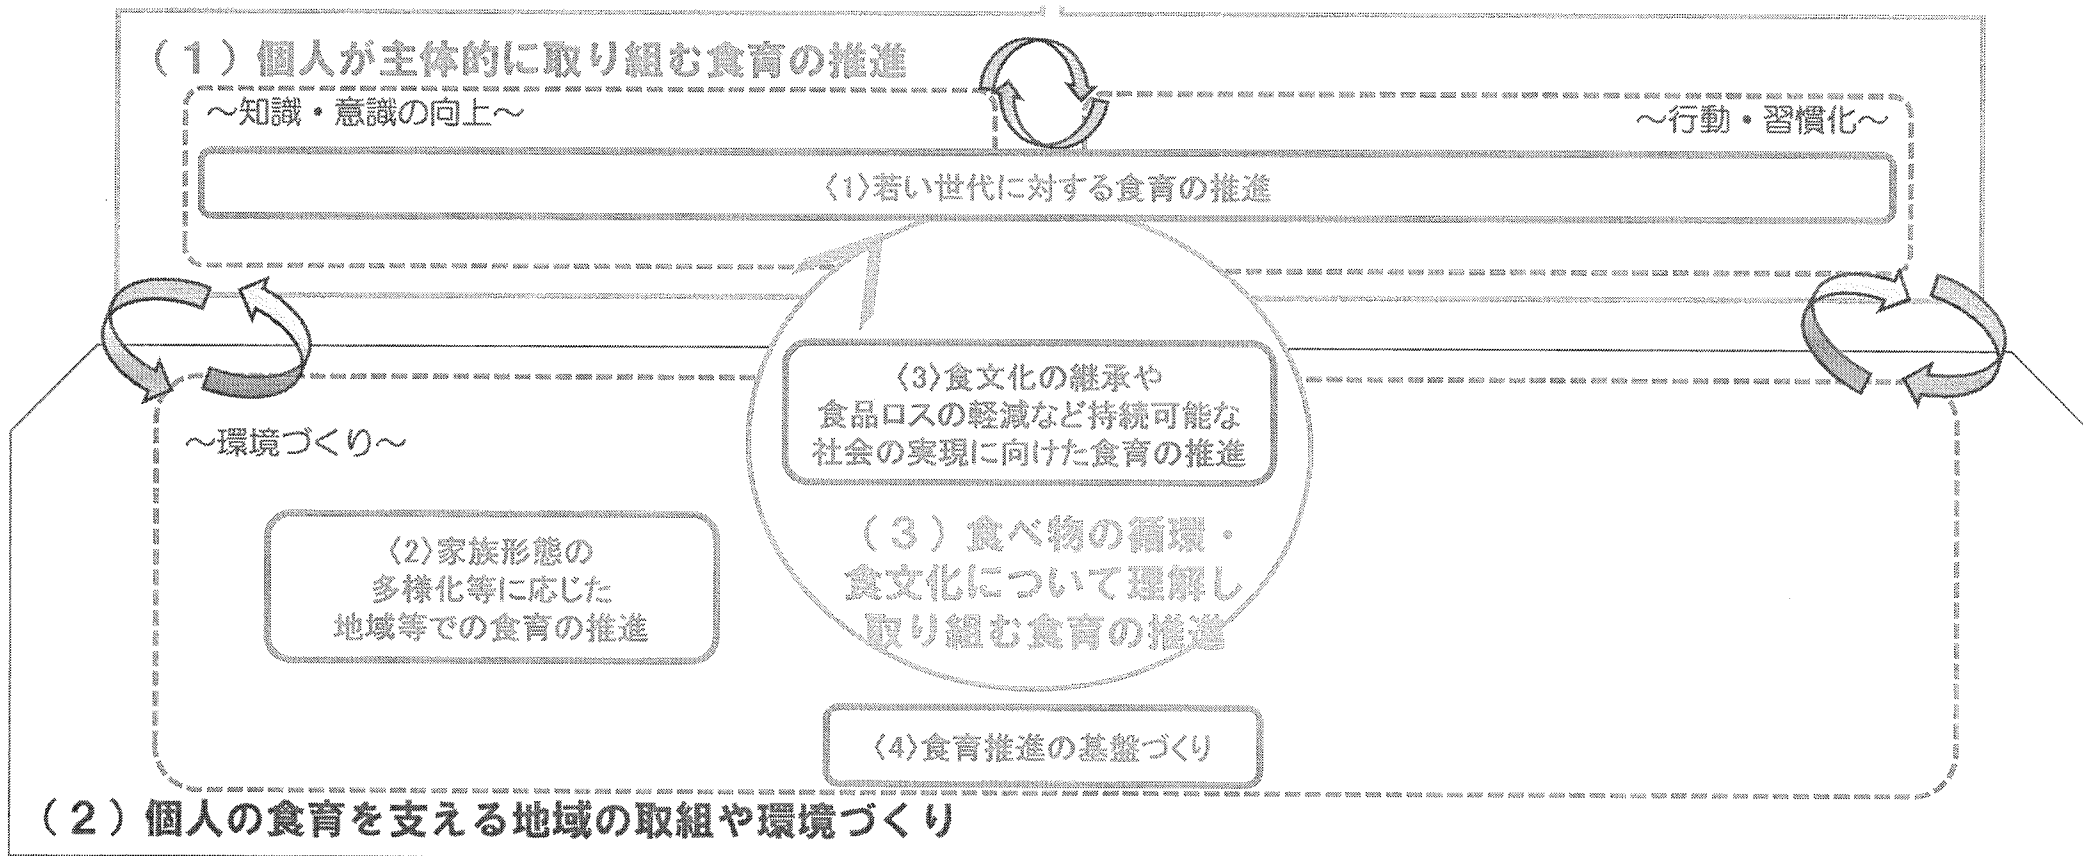 （１）個人が主体的に取り組む食育の推進
～知識・意識の向上～
～行動・習慣化～
〈1〉若い世代に対する食育の推進
〈3〉食文化の継承や
食品ロスの軽減など持続可能な
社会の実現に向けた食育の推進
～環境づくり～
〈2〉家族形態の
多様化等に応じた
地域等での食育の推進
（３）食べ物の循環・
食文化について理解し
取り組む食育の推進
〈4〉食育推進の基盤づくり
（２）個人の食育を支える地域の取組や環境づくり